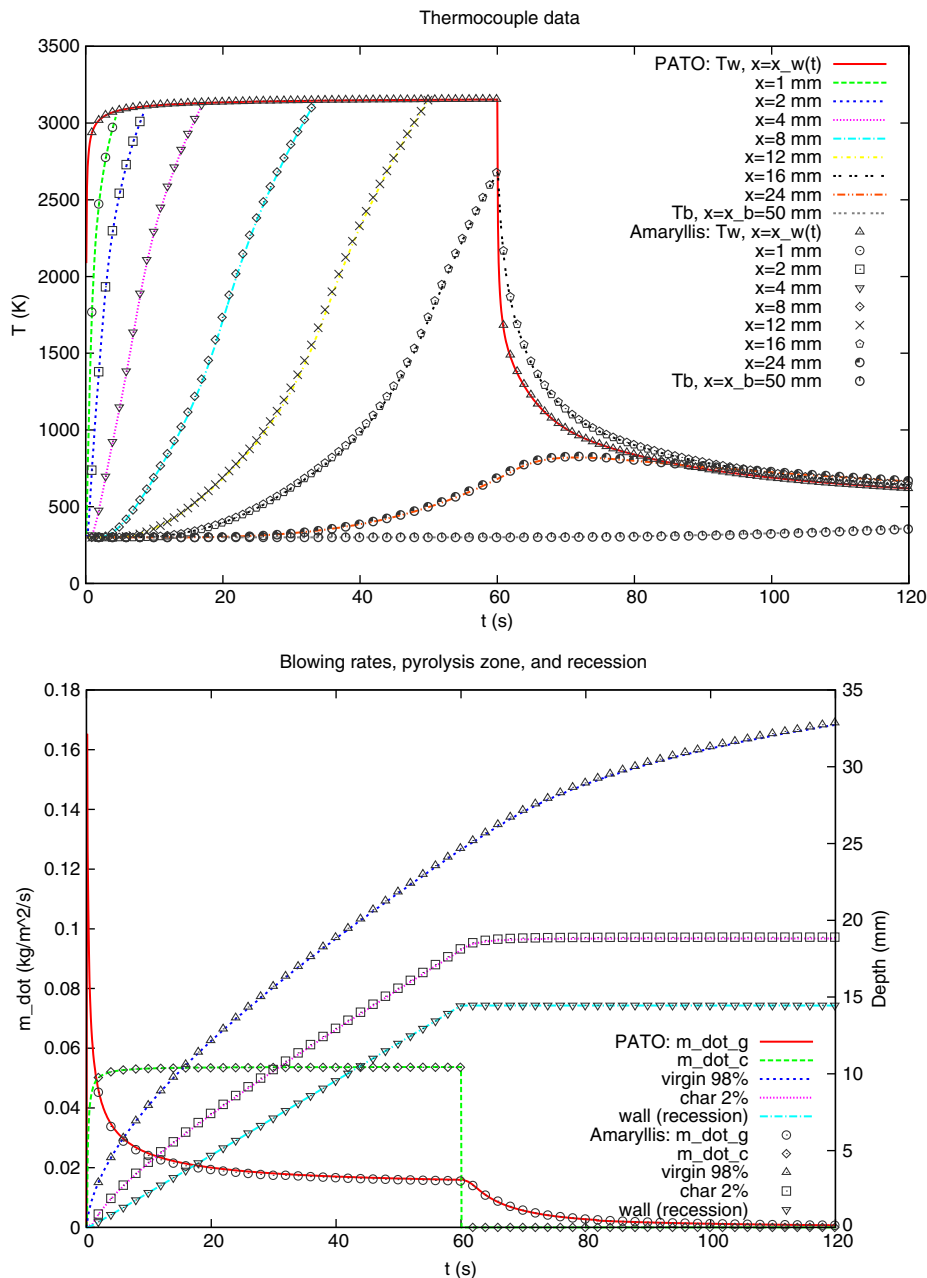 Thermocouple data
3500
3000
2500
2000
1500
1000
500
0
T (K)
0 20 40 60 80 100 120
t (s)
PATO: Tw, x=x_w(t)
x=1 mm
x=2 mm
x=4 mm
x=8 mm
x=12 mm
x=16 mm
x=24 mm
Tb, x=x_b=50 mm
Amaryllis: Tw, x=x_w(t)
x=1 mm
x=2 mm
x=4 mm
x=8 mm
x=12 mm
x=16 mm
x=24 mm
Tb, x=x_b=50 mm
Blowing rates, pyrolysis zone, and recession
0.18
0.16
0.14
0.12
0.1
0.08
0.06
0.04
0.02
0
m_dot (kg/m^2/s)
35
30
25
20
15
10
5
0
Depth (mm)
0 20 40 60 80 100 120
t (s)
PATO: m_dot_g
m_dot_c
virgin 98%
char 2%
wall (recession)
Amaryllis: m_dot_g
m_dot_c
virgin 98%
char 2%
wall (recession)